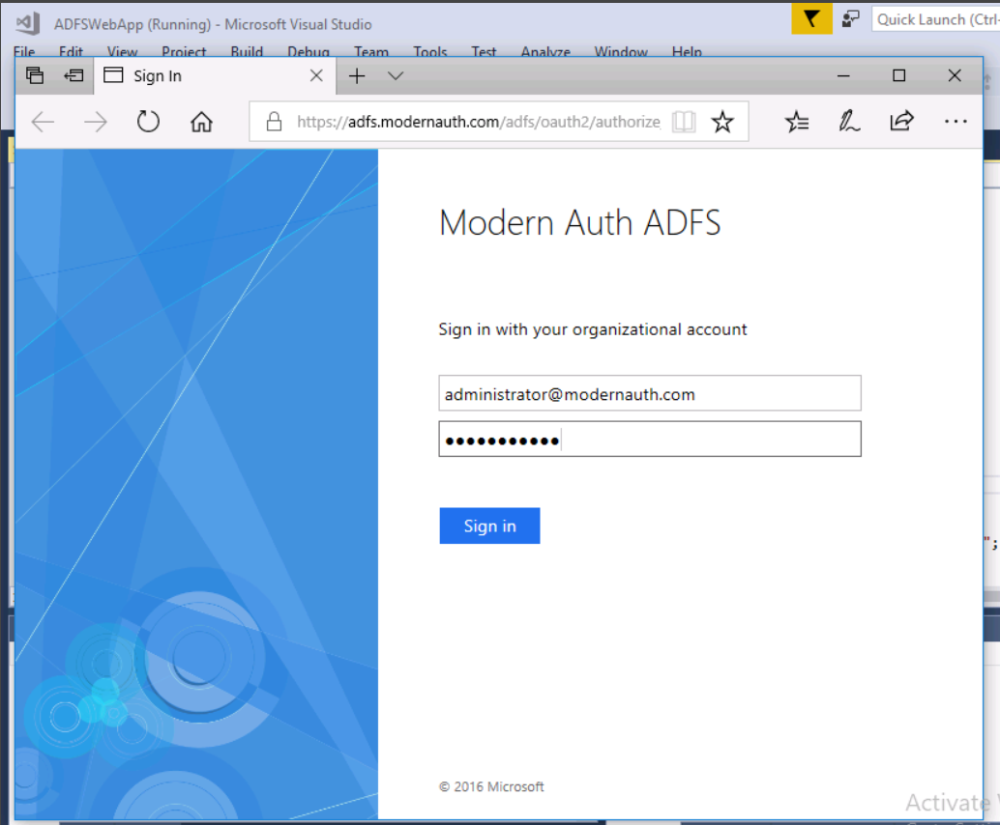 ADFSWebApp (Running) - Microsoft Visual Studio
Quick Launch (Ctrl-
File Edit View Project Build Debug Team Tools Test Analyze Window Help
Sign In
https://adfs.modernauth.com/adfs/oauth2/authorize
Modern Auth ADFS
Sign in with your organizational account
administrator@modernauth.com
●●●●●●●●●●●
Sign in
";
© 2016 Microsoft
Activate